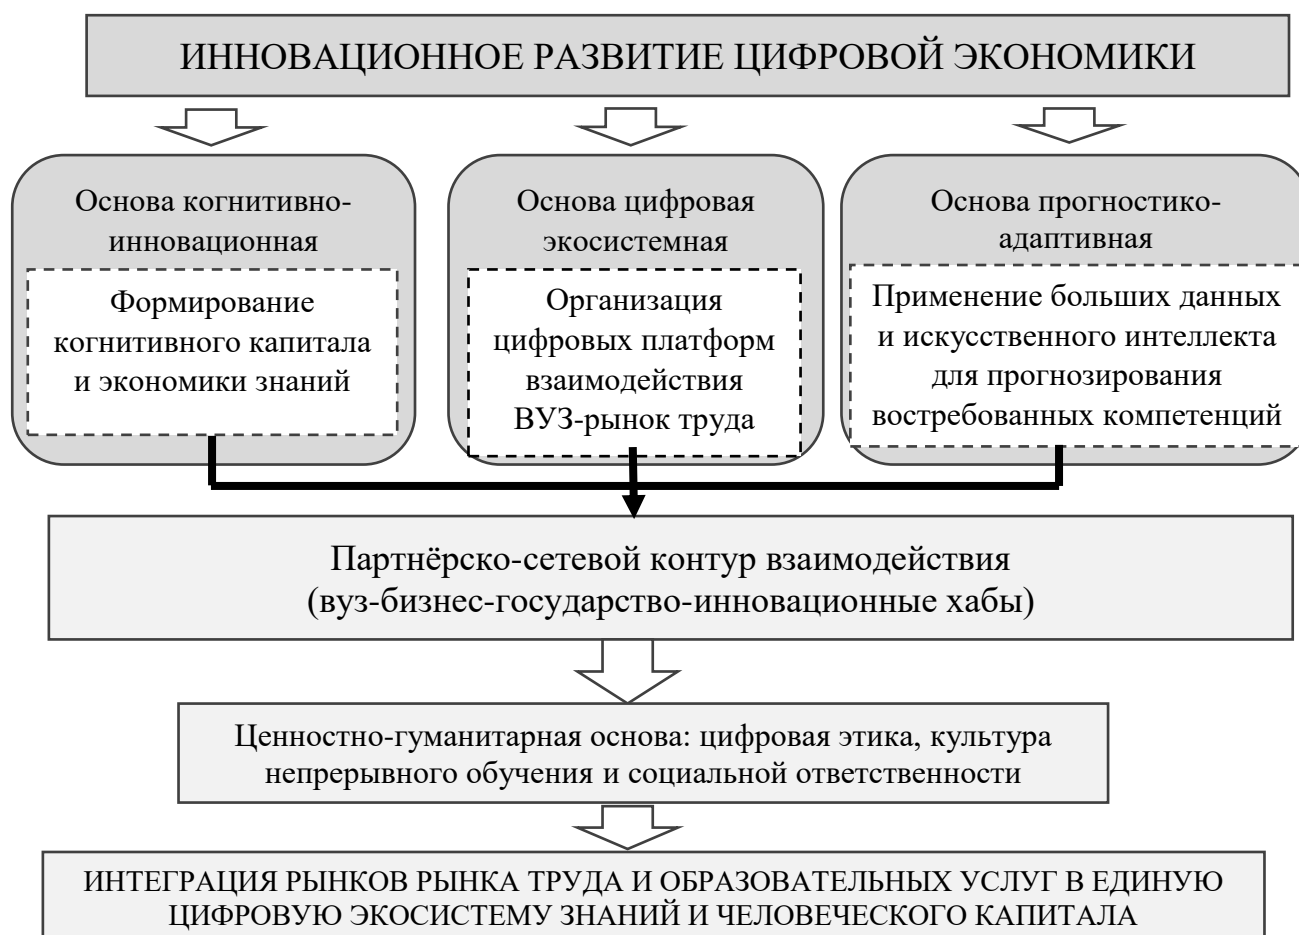 ИННОВАЦИОННОЕ РАЗВИТИЕ ЦИФРОВОЙ ЭКОНОМИКИ
Основа когнитивно-
инновационная
Формирование
когнитивного капитала
и экономики знаний
Основа цифровая
экосистемная
Организация
цифровых платформ
взаимодействия
ВУЗ-рынок труда
Основа прогностико-
адаптивная
Применение больших данных
и искусственного интеллекта
для прогнозирования
востребованных компетенций
Партнёрско-сетевой контур взаимодействия
(вуз-бизнес-государство-инновационные хабы)
Ценностно-гуманитарная основа: цифровая этика, культура
непрерывного обучения и социальной ответственности
ИНТЕГРАЦИЯ РЫНКОВ РЫНКА ТРУДА И ОБРАЗОВАТЕЛЬНЫХ УСЛУГ В ЕДИНУЮ
ЦИФРОВУЮ ЭКОСИСТЕМУ ЗНАНИЙ И ЧЕЛОВЕЧЕСКОГО КАПИТАЛА